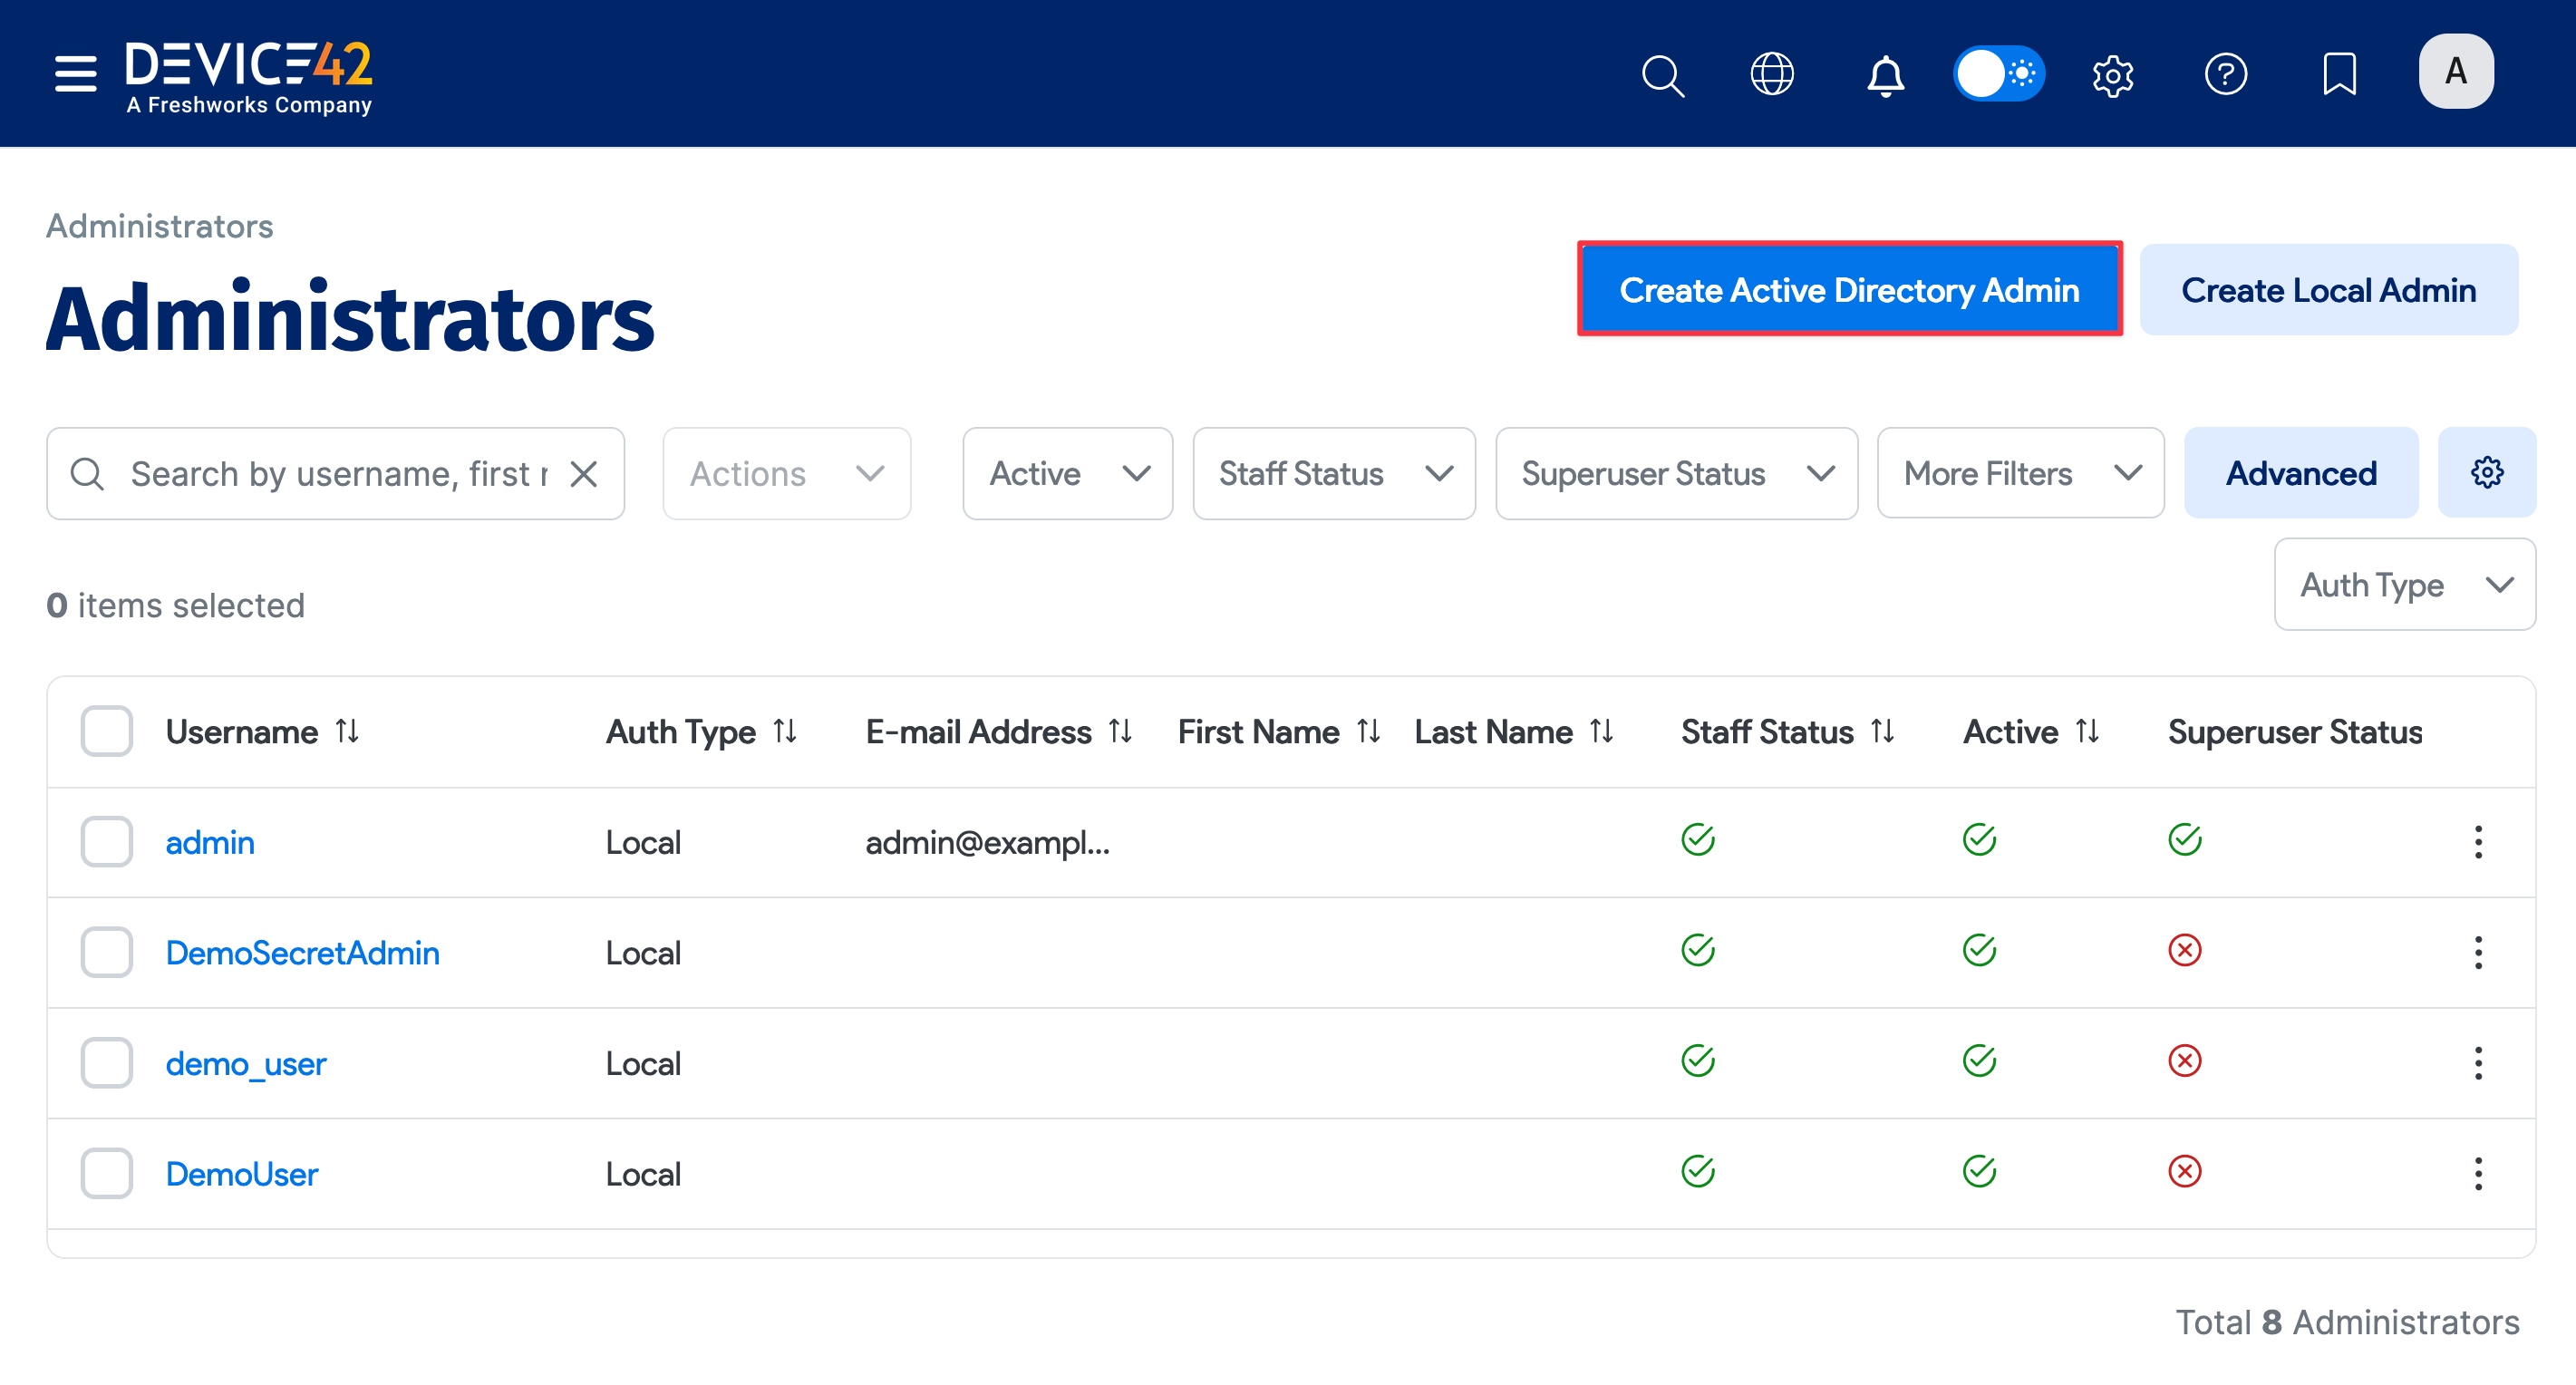 DEVICE42
A Freshworks Company
A
Administrators
Administrators
Create Active Directory Admin
Create Local Admin
Search by username, first r
Actions
Active
Staff Status
Superuser Status
More Filters
Advanced
0 items selected
Auth Type
Username Auth Type E-mail Address First Name Last Name Staff Status Active Superuser Status
admin Local admin@exampl...
DemoSecretAdmin Local
demo_user Local
DemoUser Local
Total 8 Administrators